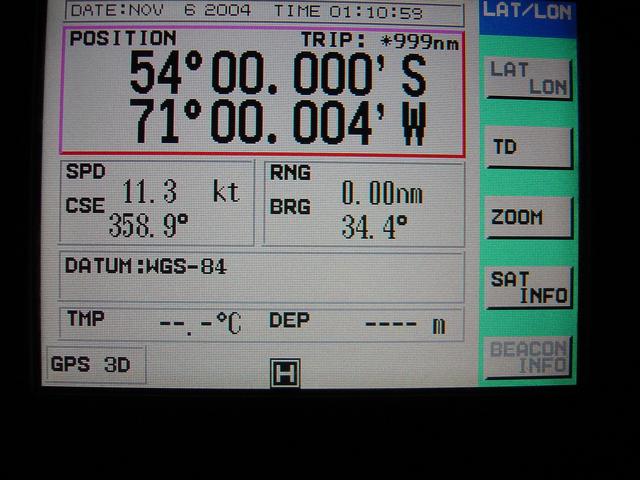 DATE:NOV 6 2004 TIME 01:10:59
LAT/LON
POSITION TRIP: *999nm
54°00.000' S
71°00.004' W
LAT
LON
TD
SPD 11.3 kt
CSE 358.9°
RNG 0.00nm
BRG 34.4°
ZOOM
DATUM:WGS-84
SAT
INFO
TMP --.-°C DEP ---- m
BEACON
INFO
GPS 3D
H